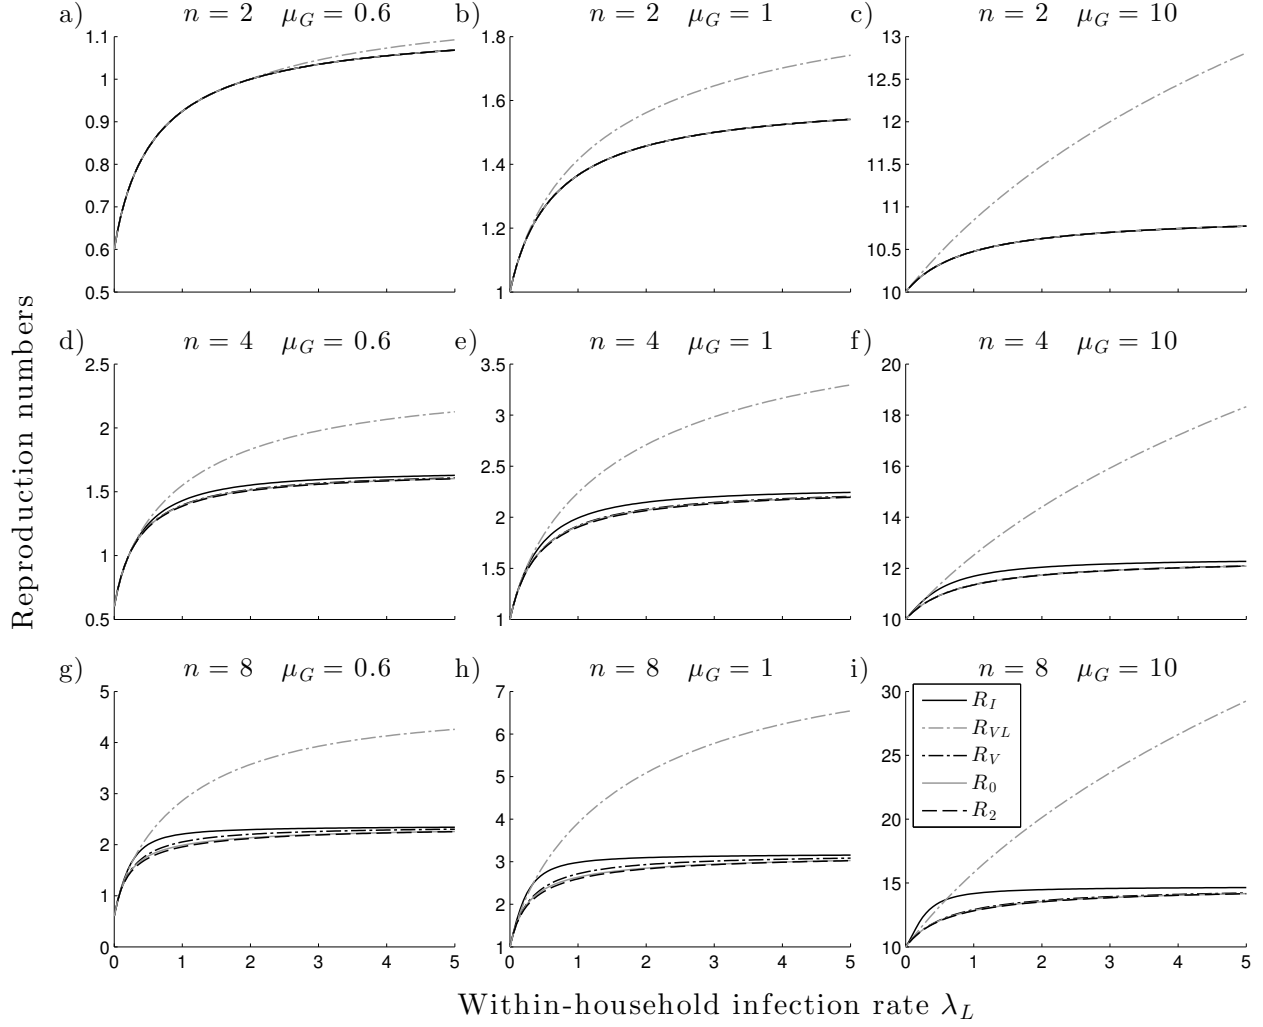 a) n = 2 μ_G = 0.6
b) n = 2 μ_G = 1
c) n = 2 μ_G = 10
1.1
1
0.9
0.8
0.7
0.6
0.5
1.8
1.6
1.4
1.2
1
13
12.5
12
11.5
11
10.5
10
d) n = 4 μ_G = 0.6
e) n = 4 μ_G = 1
f) n = 4 μ_G = 10
2.5
2
1.5
1
0.5
3.5
3
2.5
2
1.5
1
20
18
16
14
12
10
Reproduction numbers
g) n = 8 μ_G = 0.6
h) n = 8 μ_G = 1
i) n = 8 μ_G = 10
5
4
3
2
1
0
7
6
5
4
3
2
1
30
25
20
15
10
R_I
R_{VL}
R_V
R_0
R_2
0 1 2 3 4 5
0 1 2 3 4 5
0 1 2 3 4 5
Within-household infection rate λ_L